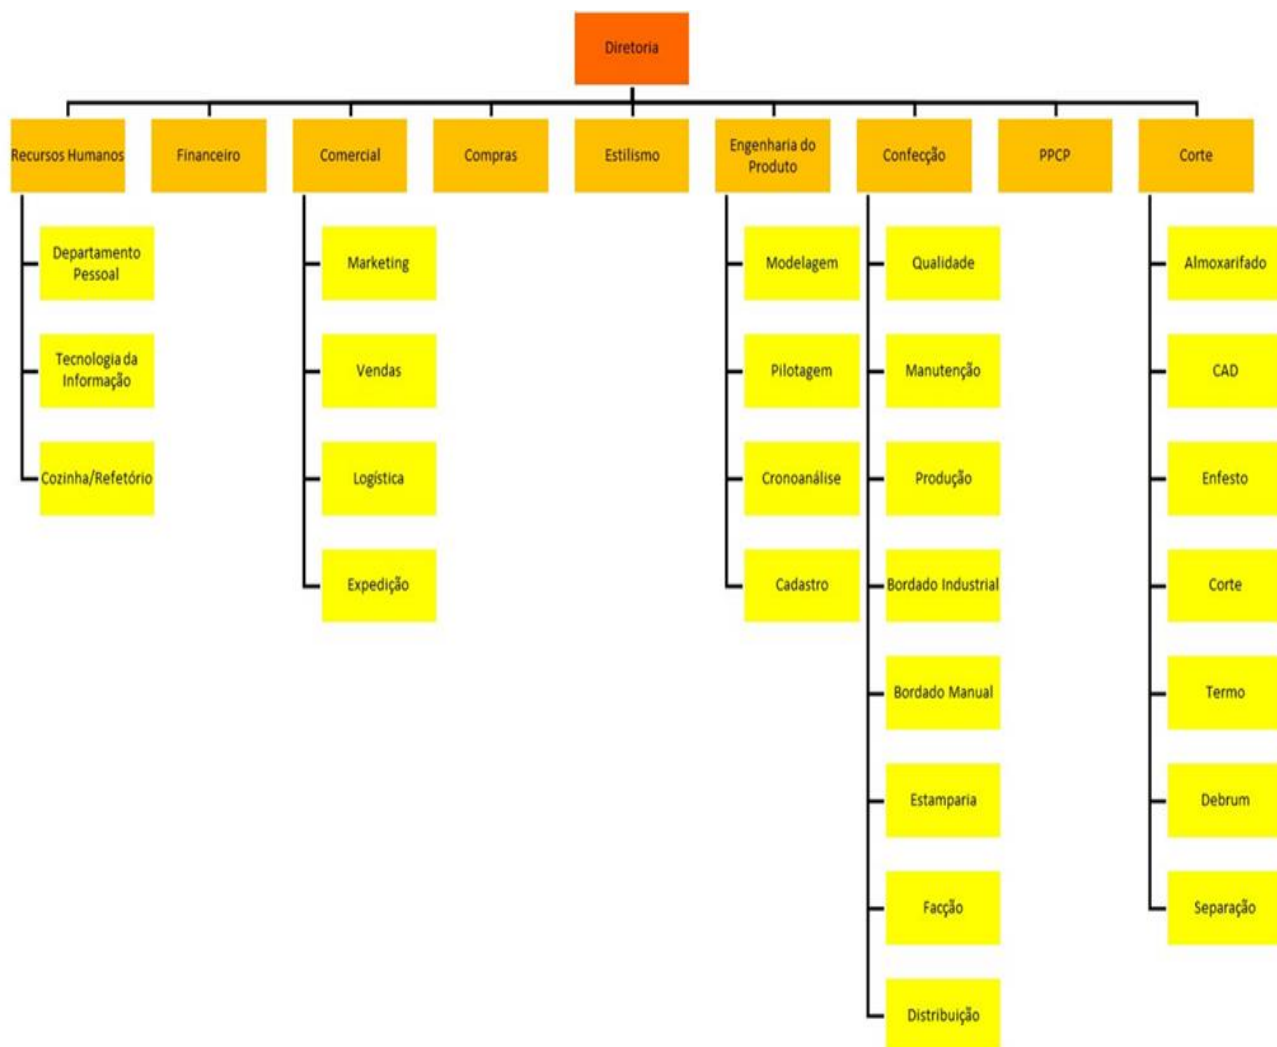 Diretoria
Recursos Humanos
Financeiro
Comercial
Compras
Estilismo
Engenharia do
Produto
Confecção
PPCP
Corte
Departamento
Pessoal
Tecnologia da
Informação
Cozinha/Refetório
Marketing
Vendas
Logística
Expedição
Modelagem
Pilotagem
Cronoanálise
Cadastro
Qualidade
Manutenção
Produção
Bordado Industrial
Bordado Manual
Estamparia
Facção
Distribuição
Almoxarifado
CAD
Enfesto
Corte
Termo
Debrum
Separação